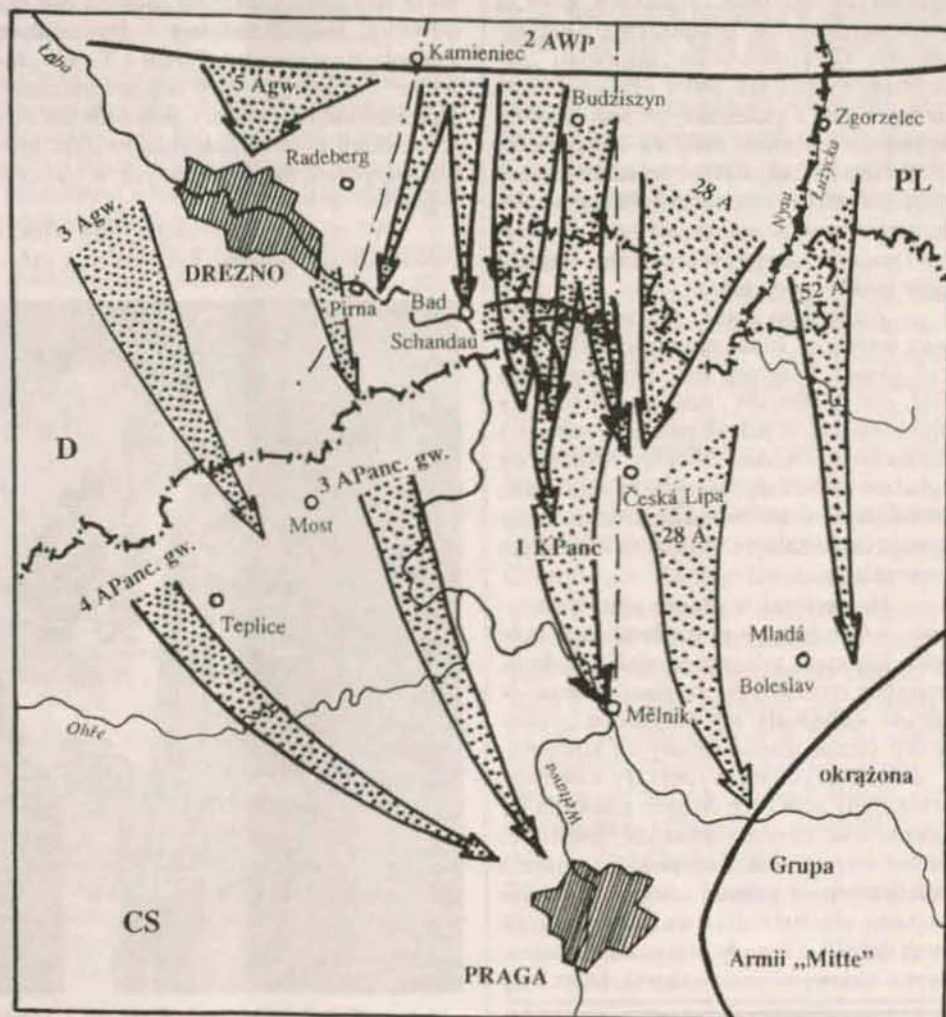 Łaba
Kamieniec
2 AWP
5 Agw.
Budziszyn
Zgorzelec
Radeberg
Nysa Łużycka
PL
28 A
3 Agw.
DREZNO
Pirna
Bad
Schandau
52 A
D
3 APanc. gw.
Most
Česká Lipa
1 KPanc
28 A
4 APanc. gw.
Teplice
Mladá
Boleslav
Mělnik
Ohře
Wełtawa
okrążona
Grupa
Armii „Mitte”
CS
PRAGA